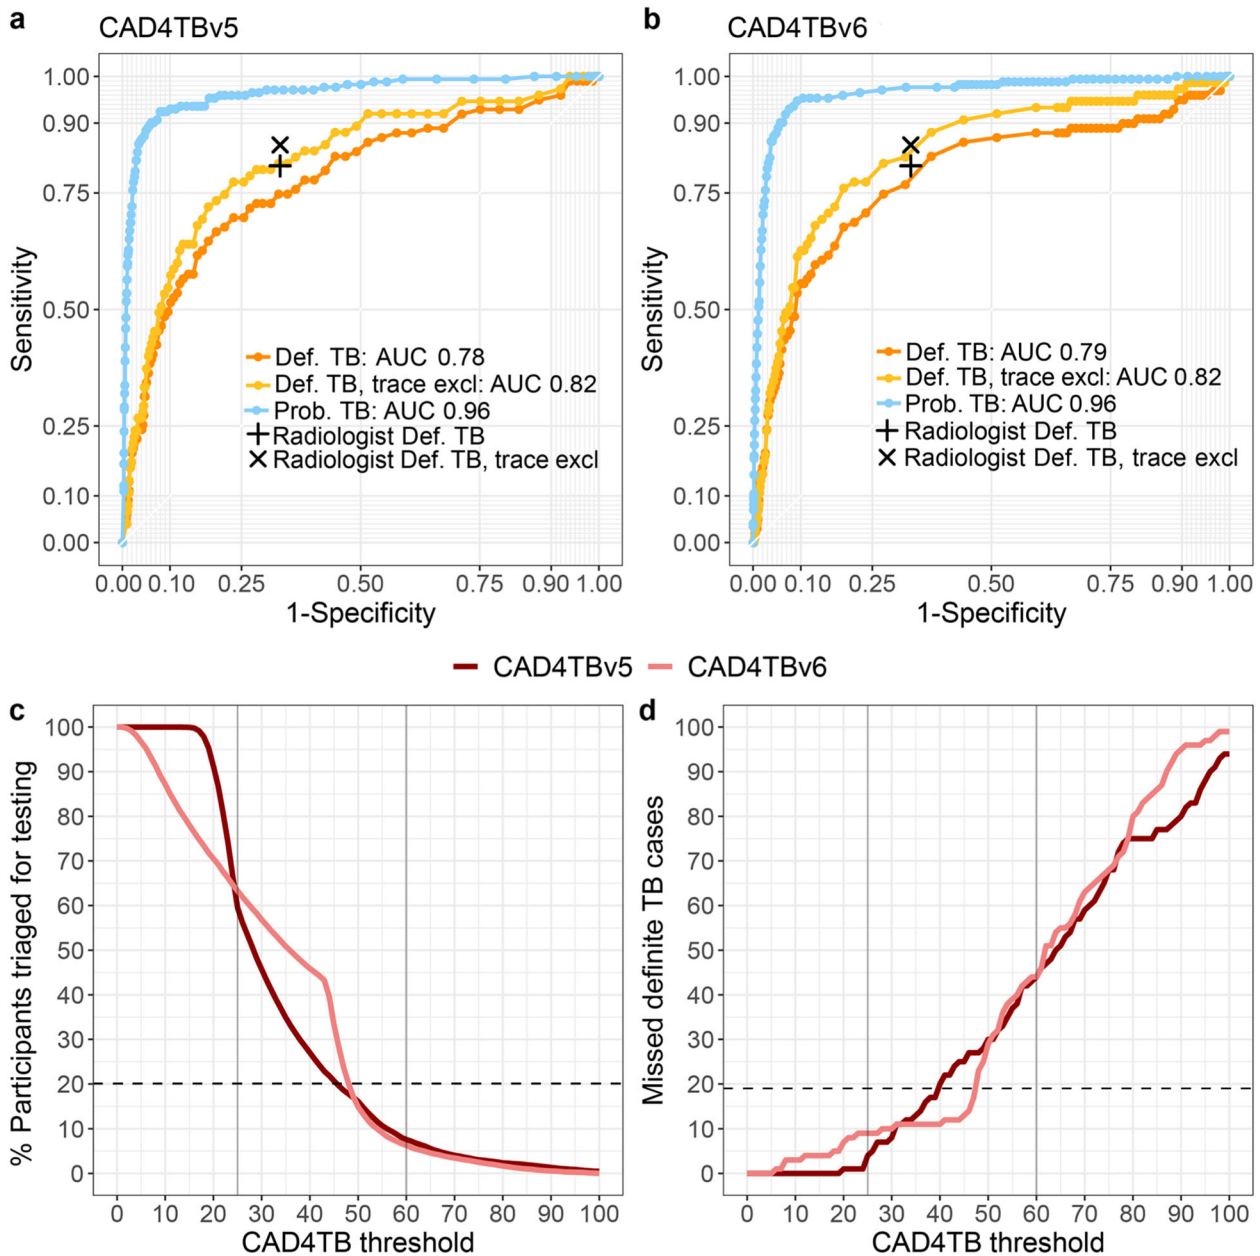 a CAD4TBv5
Sensitivity
1.00
0.90
0.75
0.50
0.25
0.10
0.00
Def. TB: AUC 0.78
Def. TB, trace excl: AUC 0.82
Prob. TB: AUC 0.96
Radiologist Def. TB
Radiologist Def. TB, trace excl
0.00 0.10 0.25 0.50 0.75 0.90 1.00
1-Specificity
b CAD4TBv6
Sensitivity
1.00
0.90
0.75
0.50
0.25
0.10
0.00
Def. TB: AUC 0.79
Def. TB, trace excl: AUC 0.82
Prob. TB: AUC 0.96
Radiologist Def. TB
Radiologist Def. TB, trace excl
0.00 0.10 0.25 0.50 0.75 0.90 1.00
1-Specificity
CAD4TBv5 CAD4TBv6
c
% Participants triaged for testing
100
90
80
70
60
50
40
30
20
10
0
0 10 20 30 40 50 60 70 80 90 100
CAD4TB threshold
d
Missed definite TB cases
100
90
80
70
60
50
40
30
20
10
0
0 10 20 30 40 50 60 70 80 90 100
CAD4TB threshold